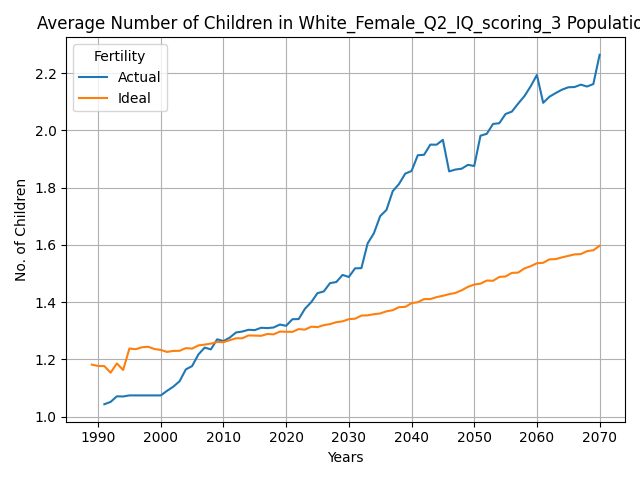 Average Number of Children in White_Female_Q2_IQ_scoring_3 Populatio
Fertility
Actual
Ideal
No. of Children
2.2
2.0
1.8
1.6
1.4
1.2
1.0
1990 2000 2010 2020 2030 2040 2050 2060 2070
Years